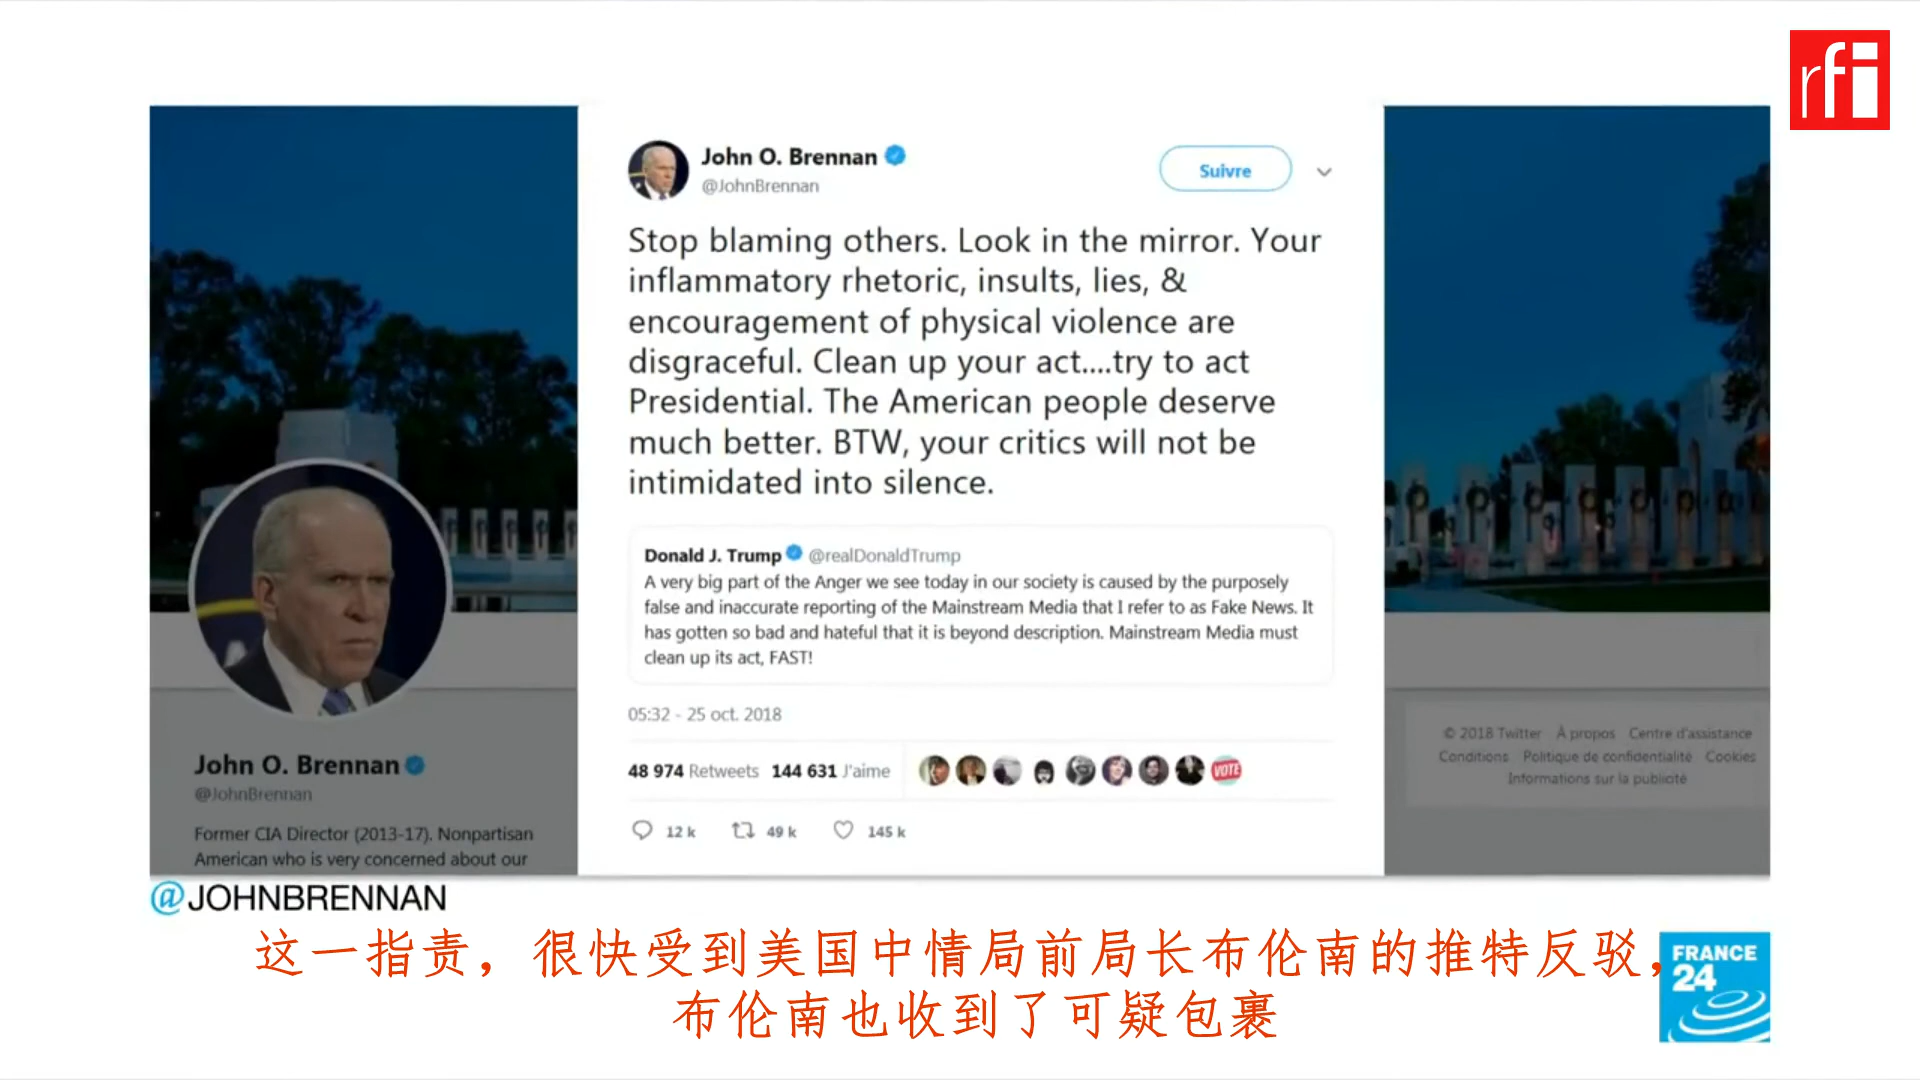 rfi
John O. Brennan
@JohnBrennan
Suivre
Stop blaming others. Look in the mirror. Your
inflammatory rhetoric, insults, lies, &
encouragement of physical violence are
disgraceful. Clean up your act....try to act
Presidential. The American people deserve
much better. BTW, your critics will not be
intimidated into silence.
Donald J. Trump @realDonaldTrump
A very big part of the Anger we see today in our society is caused by the purposely
false and inaccurate reporting of the Mainstream Media that I refer to as Fake News. It
has gotten so bad and hateful that it is beyond description. Mainstream Media must
clean up its act, FAST!
05:32 - 25 oct. 2018
48 974 Retweets 144 631 J'aime
VOTE
12 k 49 k 145 k
John O. Brennan
@JohnBrennan
Former CIA Director (2013-17). Nonpartisan
American who is very concerned about our
© 2018 Twitter À propos Centre d'assistance
Conditions Politique de confidentialité Cookies
Informations sur la publicité
@JOHNBRENNAN
这一指责，很快受到美国中情局前局长布伦南的推特反驳，
布伦南也收到了可疑包裹
FRANCE
24